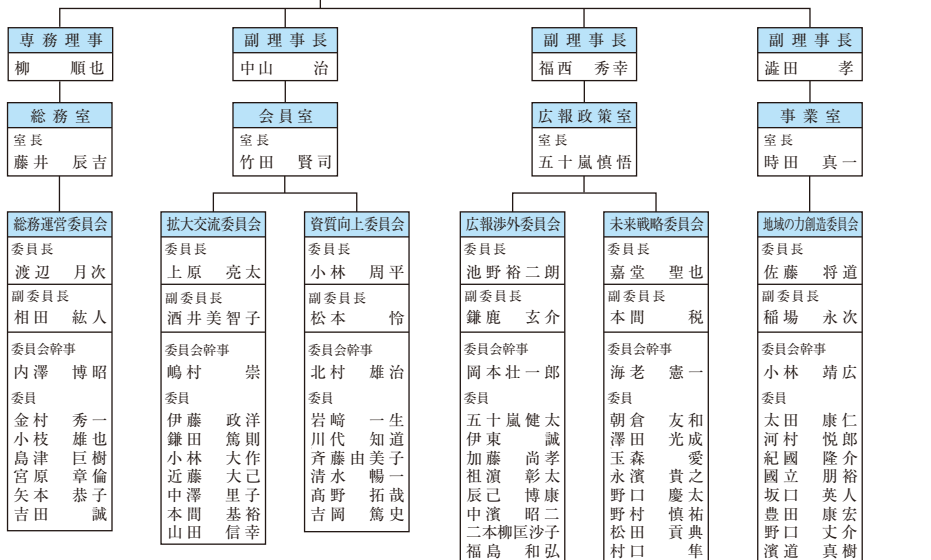 専務理事
柳 順也
副理事長
中山 治
副理事長
福西 秀幸
副理事長
澁田 孝
総務室
室長
藤井 辰吉
会員室
室長
竹田 賢司
広報政策室
室長
五十嵐慎悟
事業室
室長
時田 真一
総務運営委員会
委員長
渡辺 月次
副委員長
相田 紘人
委員会幹事
内澤 博昭
委員
金村 秀一
小枝 雄也
島津 巨樹
宮原 章倫
矢本 恭子
吉田 誠
拡大交流委員会
委員長
上原 亮太
副委員長
酒井美智子
委員会幹事
嶋村 崇
委員
伊藤 政洋
鎌田 篤則
小林 大作
近藤 大己
中澤 里子
本間 基裕
山田 信幸
資質向上委員会
委員長
小林 周平
副委員長
松本 怜
委員会幹事
北村 雄治
委員
岩﨑 一生
川代 知道
斉藤由美子
清水 暢一
髙野 拓哉
吉岡 篤史
広報渉外委員会
委員長
池野裕二朗
副委員長
鎌鹿 玄介
委員会幹事
岡本壮一郎
委員
五十嵐健太
伊東 誠
加藤 尚孝
祖濵 彰太
辰己 博康
中濱 昭二
二本柳匡沙子
福島 和弘
未来戦略委員会
委員長
嘉堂 聖也
副委員長
本間 税
委員会幹事
海老 憲一
委員
朝倉 友和
澤田 光成
玉森 愛
永濱 貴之
野口 慶太
野村 慎祐
松田 貢典
村口 隼
地域の力創造委員会
委員長
佐藤 将道
副委員長
稲場 永次
委員会幹事
小林 靖広
委員
太田 康仁
河村 悦郎
紀國 隆介
國立 朋裕
坂口 英人
豊田 康宏
野口 丈介
濱道 真樹